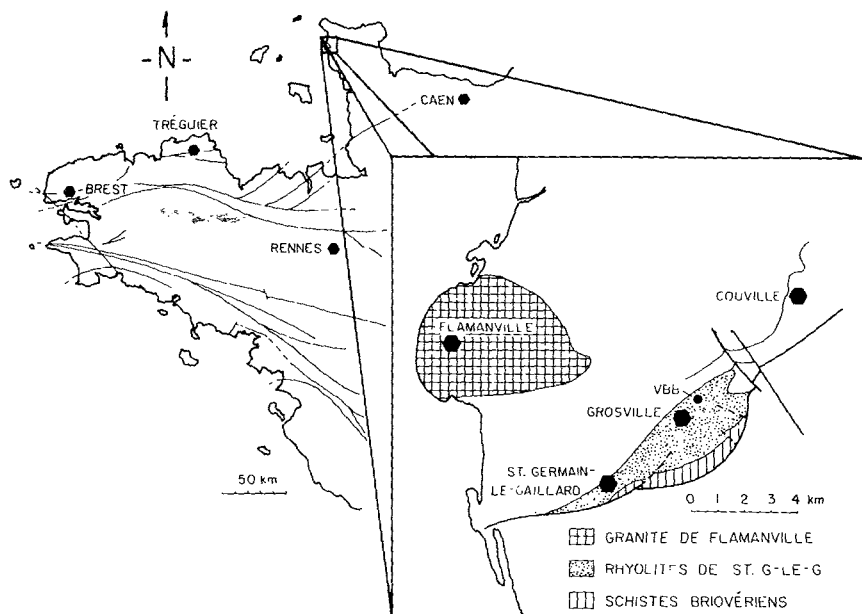 N
CAEN
TRÉGUIER
BREST
RENNES
50 km
COUVILLE
FLAMANVILLE
VBB
GROSVILLE
ST. GERMAIN-
LE-GAILLARD
0 1 2 3 4 km
GRANITE DE FLAMANVILLE
RHYOLITES DE ST. G-LE-G
SCHISTES BRIOVÉRIENS